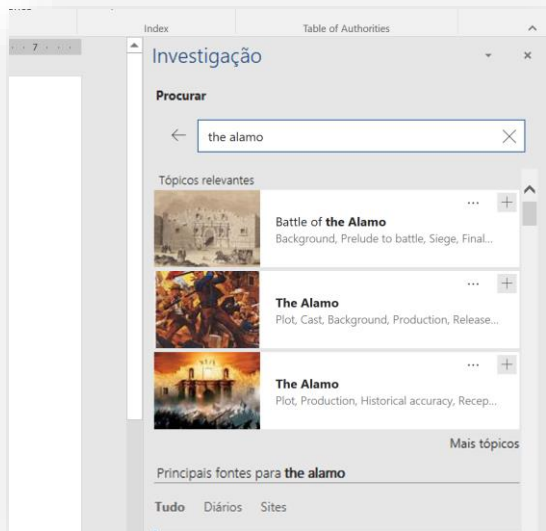 Index Table of Authorities
7
Investigação
Procurar
the alamo
Tópicos relevantes
Battle of the Alamo
Background, Prelude to battle, Siege, Final...
The Alamo
Plot, Cast, Background, Production, Release...
The Alamo
Plot, Production, Historical accuracy, Recep...
Mais tópicos
Principais fontes para the alamo
Tudo Diários Sites